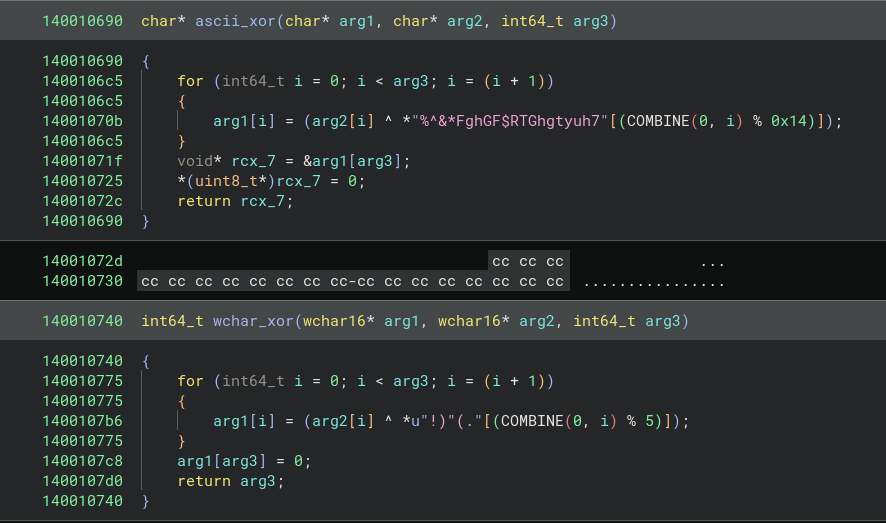 140010690 char* ascii_xor(char* arg1, char* arg2, int64_t arg3)
140010690 {
1400106c5 for (int64_t i = 0; i < arg3; i = (i + 1))
1400106c5 {
14001070b arg1[i] = (arg2[i] ^ *"%^&*FghGF$RTGhgtyuh7"[(COMBINE(0, i) % 0x14)]);
1400106c5 }
14001071f void* rcx_7 = &arg1[arg3];
140010725 *(uint8_t*)rcx_7 = 0;
14001072c return rcx_7;
140010690 }
14001072d cc cc cc ...
140010730 cc cc cc cc cc cc cc cc-cc cc cc cc cc cc cc cc ................
140010740 int64_t wchar_xor(wchar16* arg1, wchar16* arg2, int64_t arg3)
140010740 {
140010775 for (int64_t i = 0; i < arg3; i = (i + 1))
140010775 {
1400107b6 arg1[i] = (arg2[i] ^ *u"!)"(."[(COMBINE(0, i) % 5)]);
140010775 }
1400107c8 arg1[arg3] = 0;
1400107d0 return arg3;
140010740 }